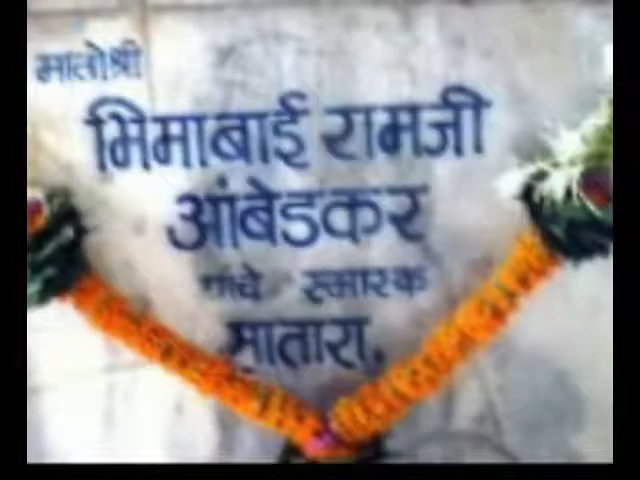 मातोश्री
भिमाबाई रामजी
आंबेडकर
यांचे स्मारक
सातारा.